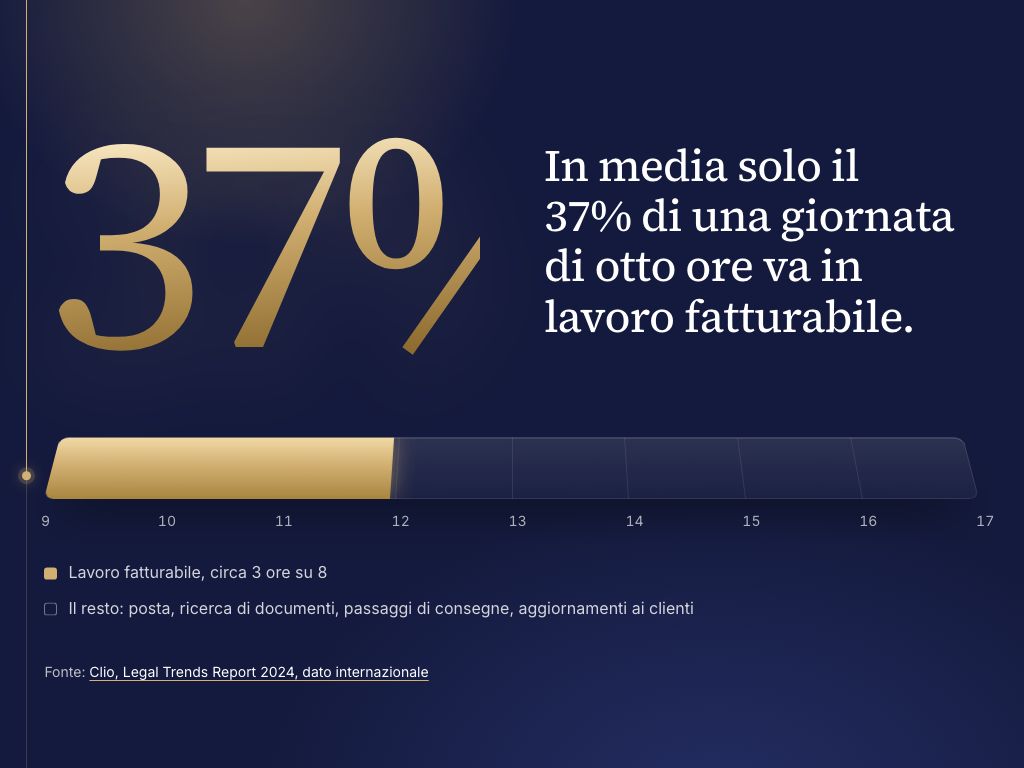 37%
In media solo il
37% di una giornata
di otto ore va in
lavoro fatturabile.
9 10 11 12 13 14 15 16 17
Lavoro fatturabile, circa 3 ore su 8
Il resto: posta, ricerca di documenti, passaggi di consegne, aggiornamenti ai clienti
Fonte: Clio, Legal Trends Report 2024, dato internazionale